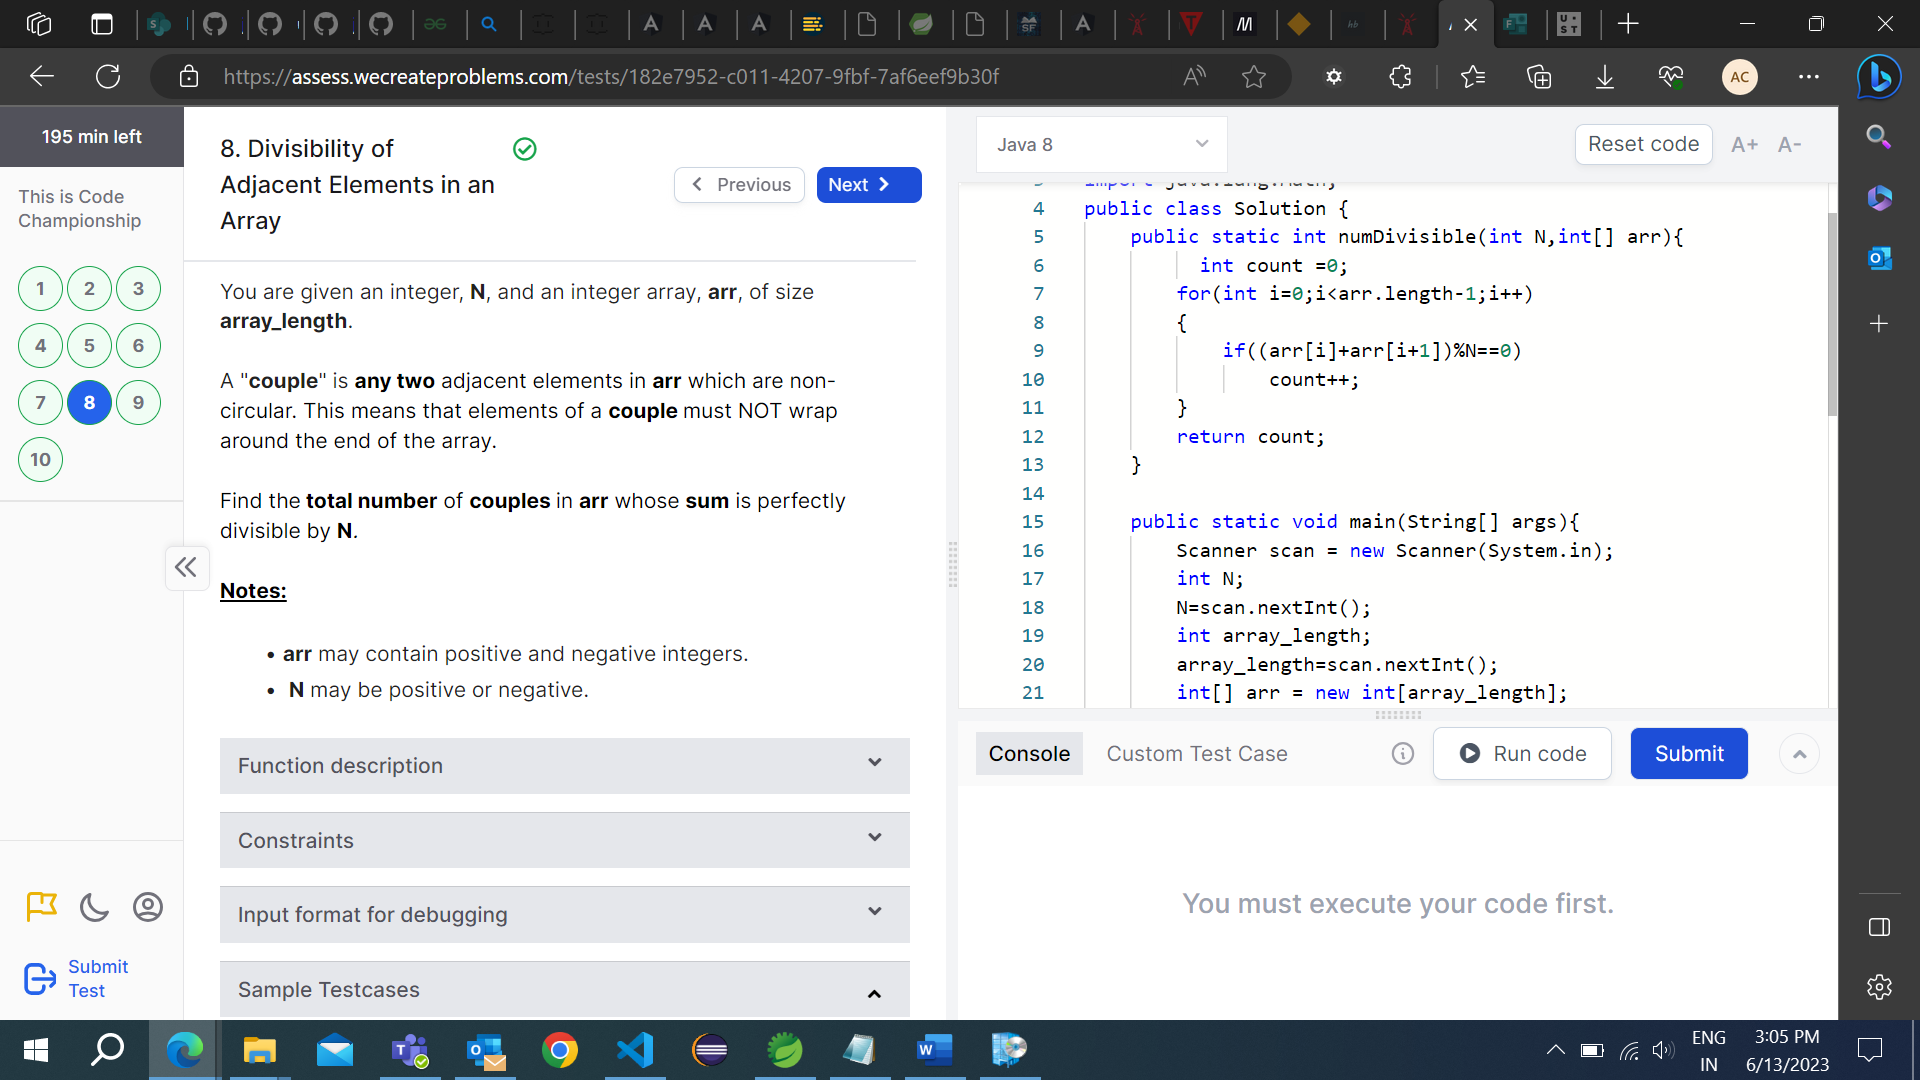 https://assess.wecreateproblems.com/tests/182e7952-c011-4207-9fbf-7af6eef9b30f
AC
195 min left
This is Code
Championship
1 2 3
4 5 6
7 8 9
10
Submit
Test
8. Divisibility of
Adjacent Elements in an
Array
Previous
Next
You are given an integer, N, and an integer array, arr, of size
array_length.
A "couple" is any two adjacent elements in arr which are non-
circular. This means that elements of a couple must NOT wrap
around the end of the array.
Find the total number of couples in arr whose sum is perfectly
divisible by N.
Notes:
• arr may contain positive and negative integers.
• N may be positive or negative.
Function description
Constraints
Input format for debugging
Sample Testcases
Java 8
Reset code
A+ A-
4 public class Solution {
5 public static int numDivisible(int N,int[] arr){
6 int count =0;
7 for(int i=0;i<arr.length-1;i++)
8 {
9 if((arr[i]+arr[i+1])%N==0)
10 count++;
11 }
12 return count;
13 }
14
15 public static void main(String[] args){
16 Scanner scan = new Scanner(System.in);
17 int N;
18 N=scan.nextInt();
19 int array_length;
20 array_length=scan.nextInt();
21 int[] arr = new int[array_length];
Console
Custom Test Case
Run code
Submit
You must execute your code first.
ENG
IN
3:05 PM
6/13/2023